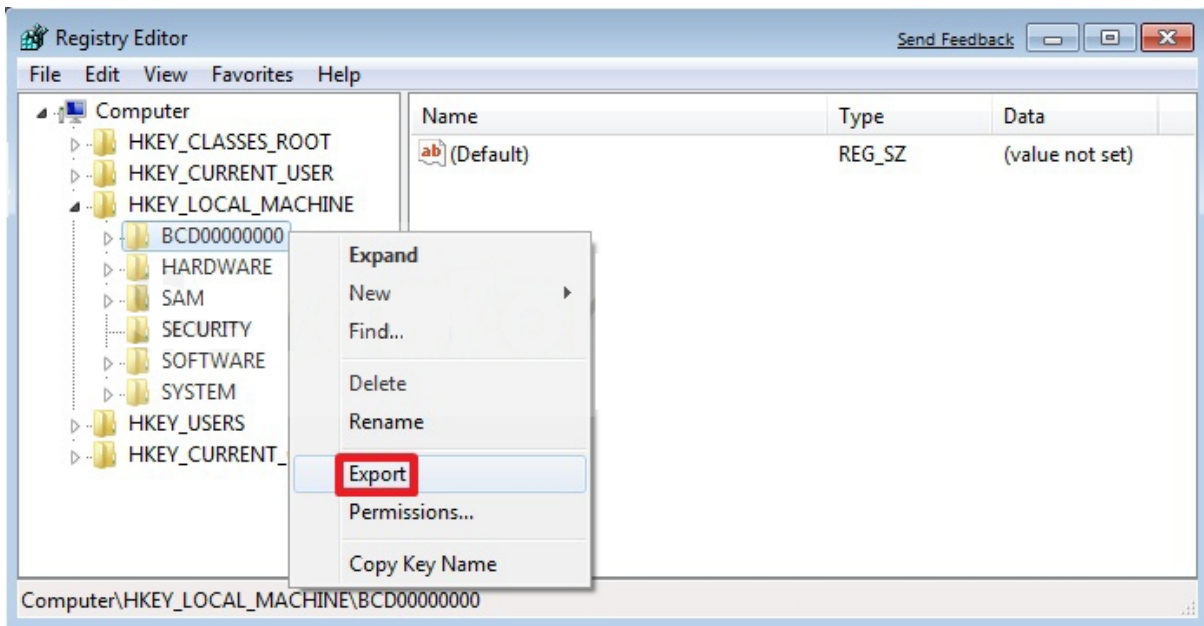 Registry Editor
Send Feedback
File Edit View Favorites Help
Computer
HKEY_CLASSES_ROOT
HKEY_CURRENT_USER
HKEY_LOCAL_MACHINE
BCD00000000
HARDWARE
SAM
SECURITY
SOFTWARE
SYSTEM
HKEY_USERS
HKEY_CURRENT_
Name Type Data
ab (Default) REG_SZ (value not set)
Expand
New
Find...
Delete
Rename
Export
Permissions...
Copy Key Name
Computer\HKEY_LOCAL_MACHINE\BCD00000000